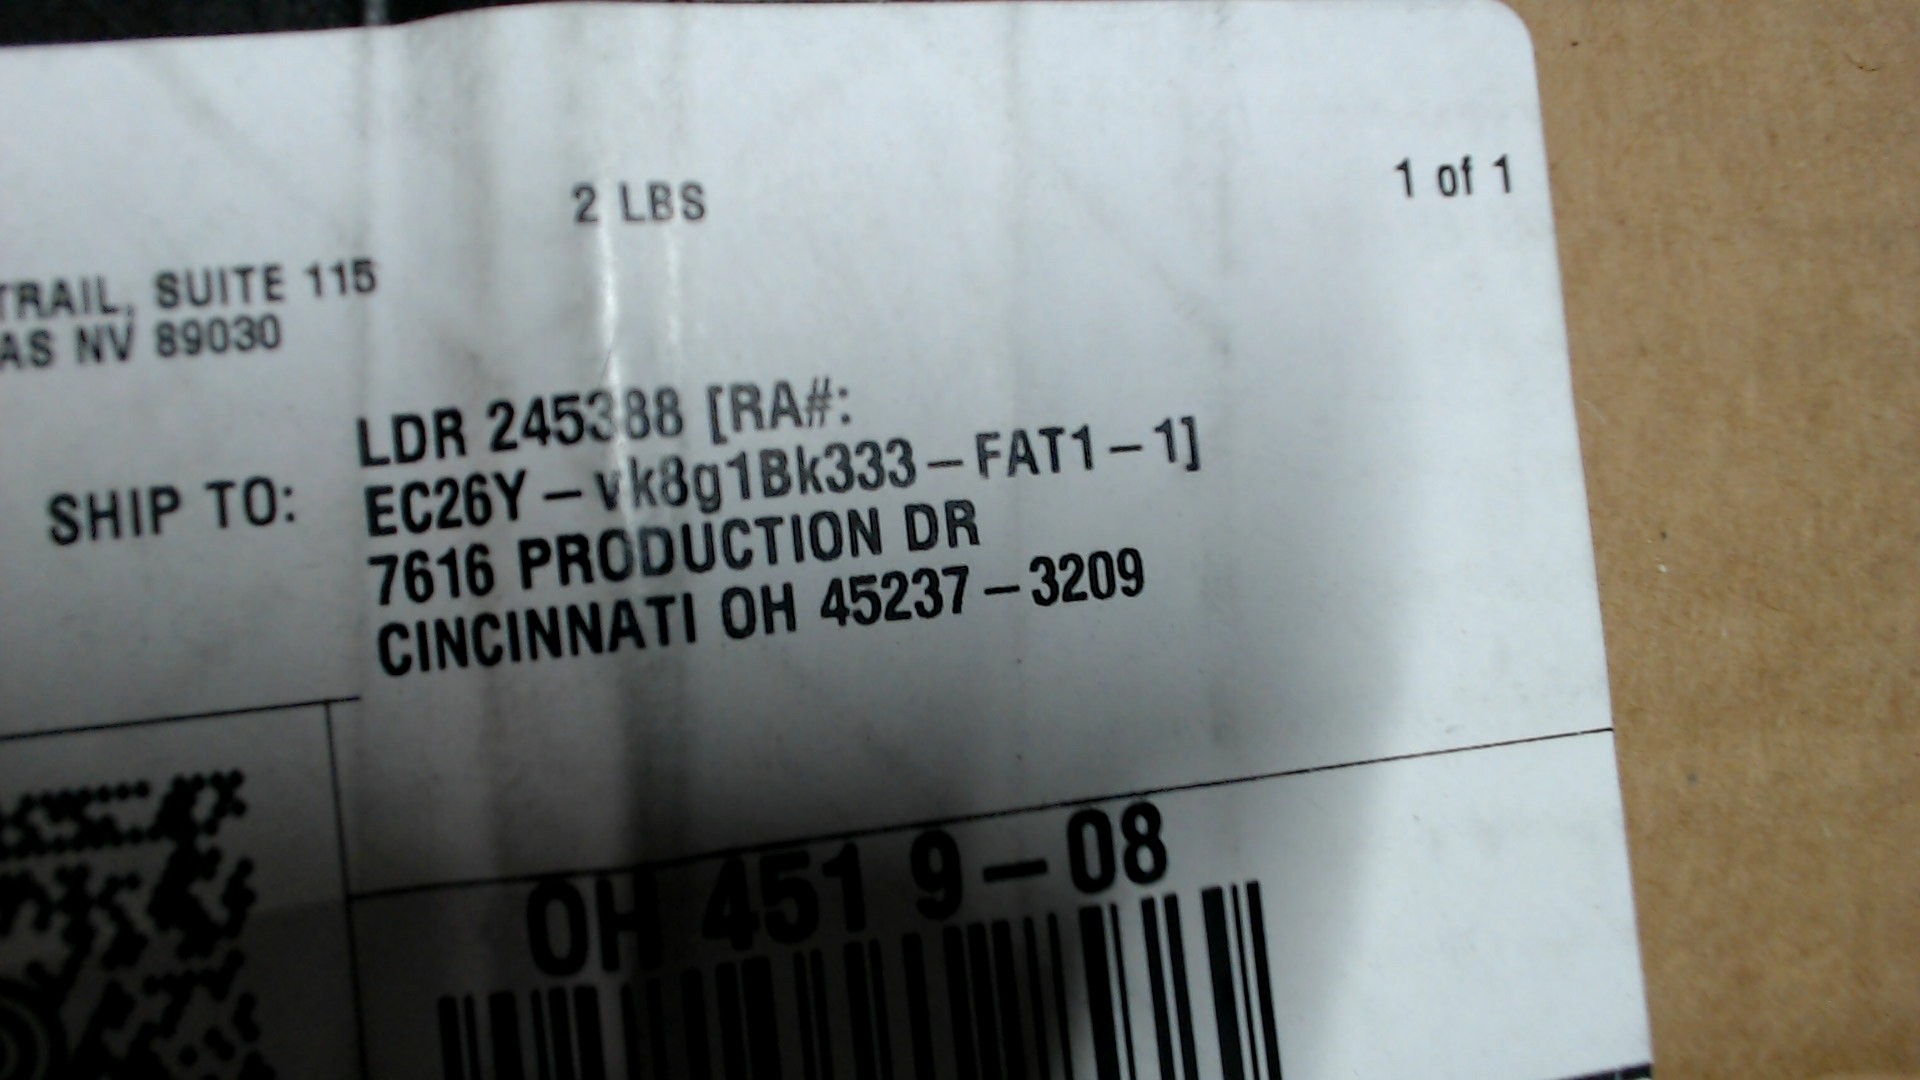 2 LBS
1 of 1
TRAIL, SUITE 115
AS NV 89030
SHIP TO:
LDR 245388 [RA#:
EC26Y-vk8g1Bk333-FAT1-1]
7616 PRODUCTION DR
CINCINNATI OH 45237-3209
OH 451 9-08